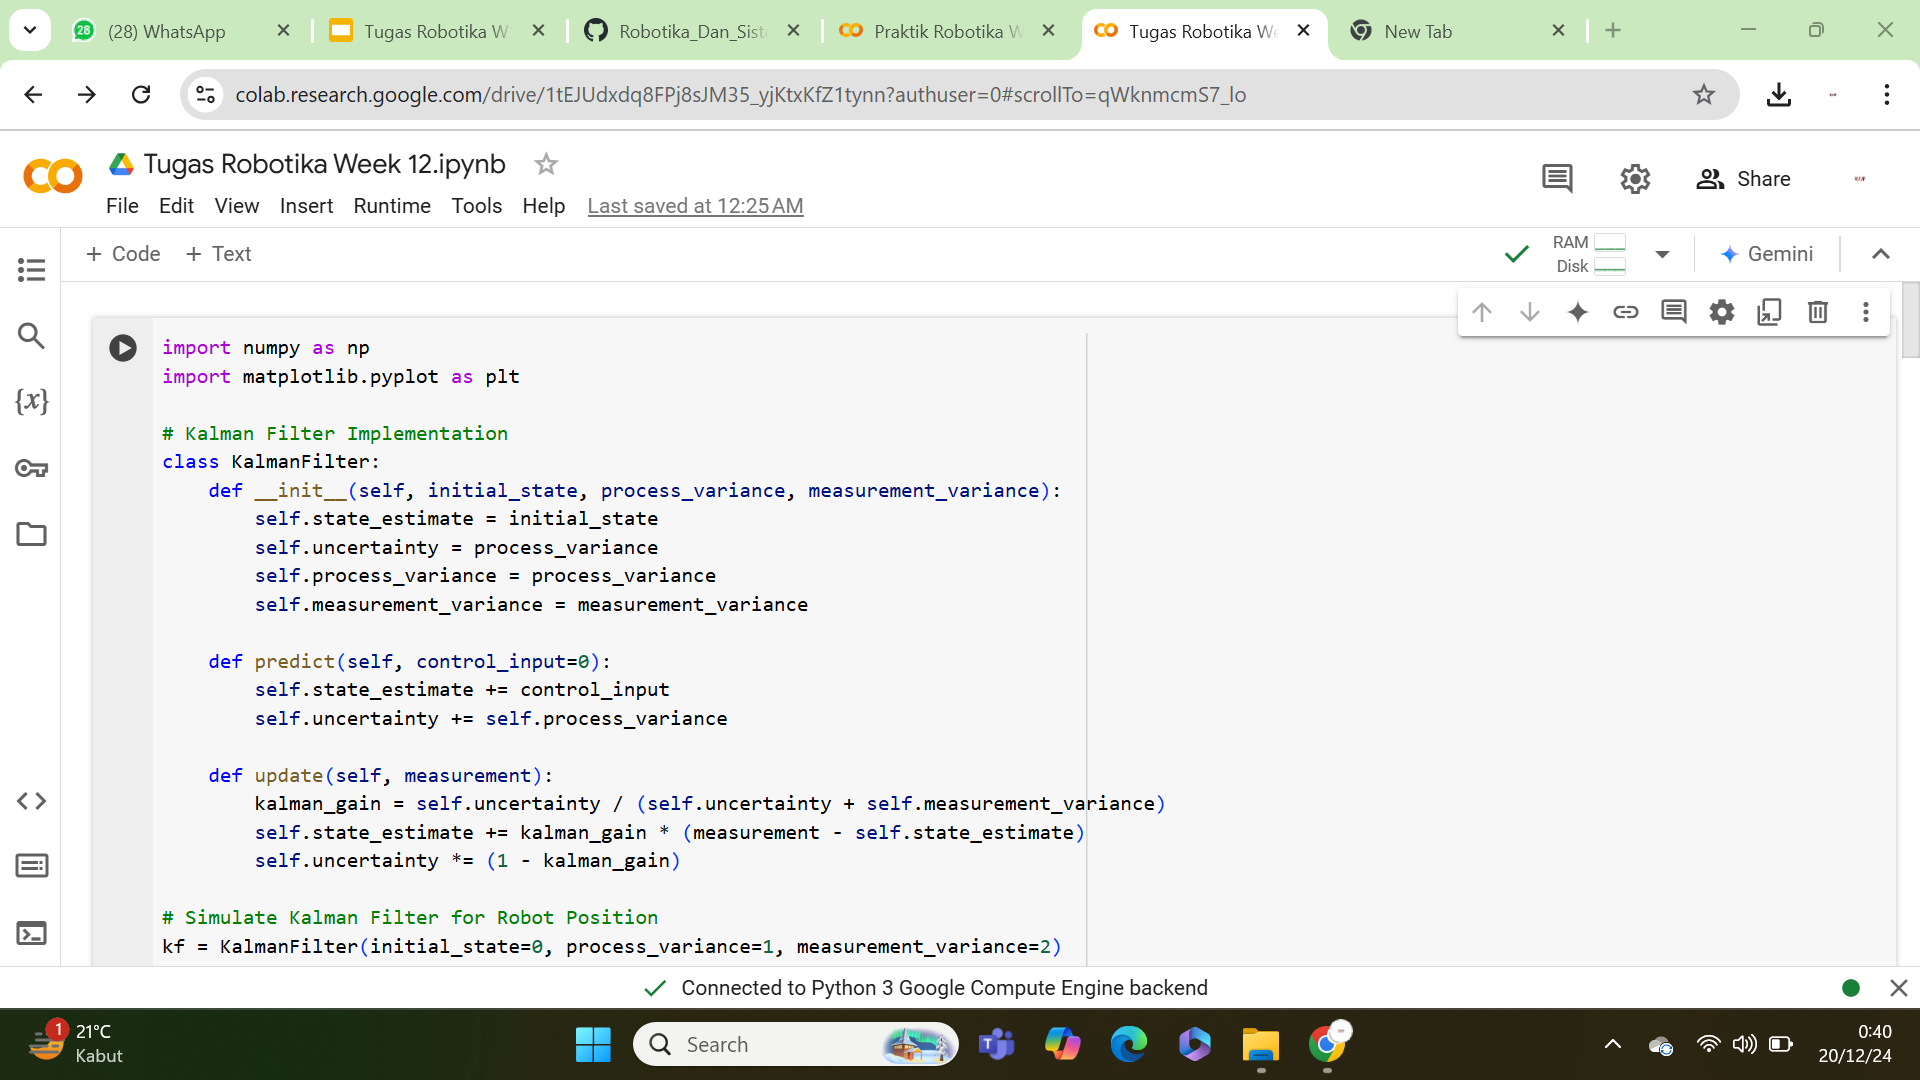 28
(28) WhatsApp
Tugas Robotika W
Robotika_Dan_Sist
Praktik Robotika W
Tugas Robotika We
New Tab
colab.research.google.com/drive/1tEJUdxdq8FPj8sJM35_yjKtxKfZ1tynn?authuser=0#scrollTo=qWknmcmS7_lo
Tugas Robotika Week 12.ipynb
Share
File Edit View Insert Runtime Tools Help Last saved at 12:25 AM
+ Code + Text
RAM
Disk
Gemini
{x}
import numpy as np
import matplotlib.pyplot as plt
# Kalman Filter Implementation
class KalmanFilter:
    def __init__(self, initial_state, process_variance, measurement_variance):
        self.state_estimate = initial_state
        self.uncertainty = process_variance
        self.process_variance = process_variance
        self.measurement_variance = measurement_variance
    def predict(self, control_input=0):
        self.state_estimate += control_input
        self.uncertainty += self.process_variance
    def update(self, measurement):
        kalman_gain = self.uncertainty / (self.uncertainty + self.measurement_variance)
        self.state_estimate += kalman_gain * (measurement - self.state_estimate)
        self.uncertainty *= (1 - kalman_gain)
# Simulate Kalman Filter for Robot Position
kf = KalmanFilter(initial_state=0, process_variance=1, measurement_variance=2)
Connected to Python 3 Google Compute Engine backend
1
21°C
Kabut
Search
0:40
20/12/24